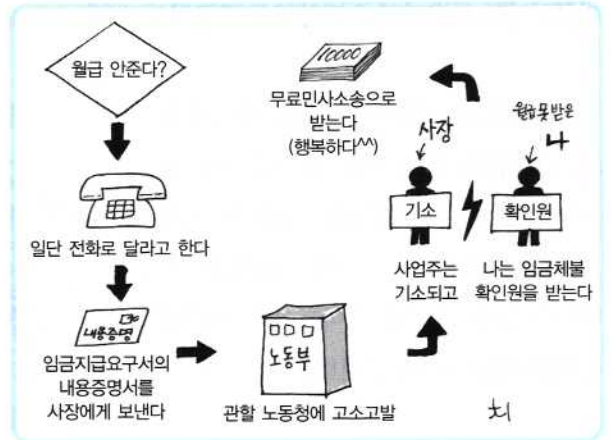 월급 안준다?
일단 전화로 달라고 한다
내용증명
임금지급요구서의
내용증명서를
사장에게 보낸다
노동부
관할 노동청에 고소고발
사장
기소
사업주는
기소되고
월급못받은
나
확인원
나는 임금체불
확인원을 받는다
10000
무료민사소송으로
받는다
(행복하다^^)